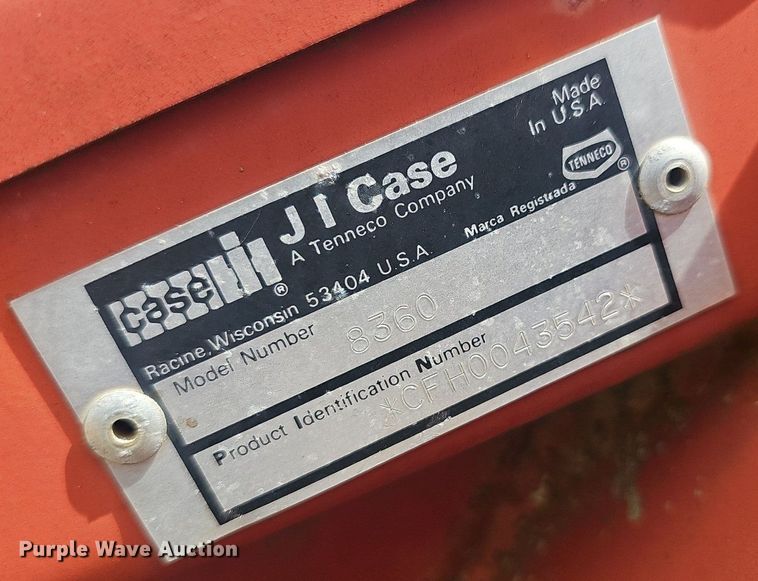 Made
In U.S.A.
TENNECO ®
case IH ®
J I Case
A Tenneco Company
Marca Registrada
Racine, Wisconsin 53404 U.S.A.
Model Number 8360
Product Identification Number
*CFH0043542*
Purple Wave Auction